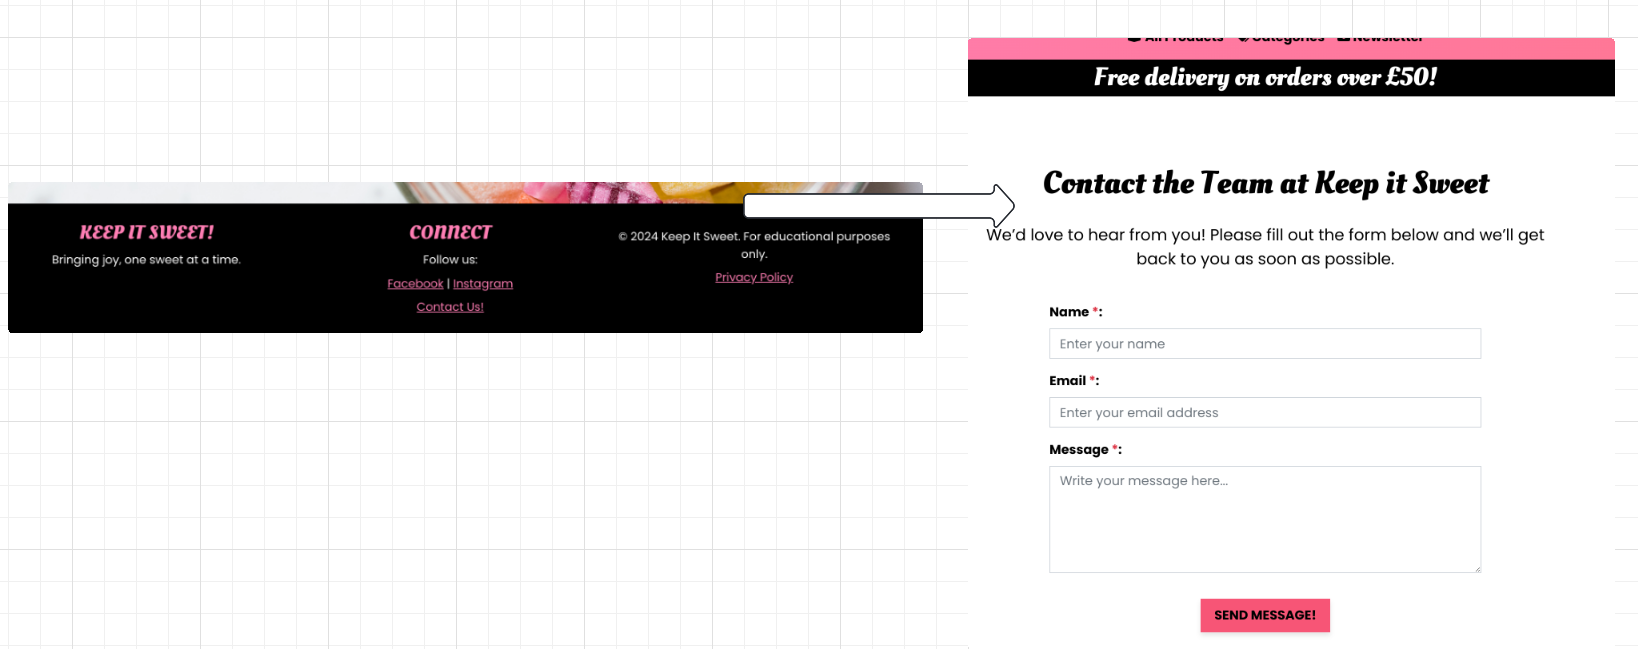 KEEP IT SWEET!
Bringing joy, one sweet at a time.
CONNECT
Follow us:
Facebook | Instagram
Contact Us!
© 2024 Keep It Sweet. For educational purposes
only.
Privacy Policy
All Products Categories Newsletter
Free delivery on orders over £50!
Contact the Team at Keep it Sweet
We’d love to hear from you! Please fill out the form below and we’ll get
back to you as soon as possible.
Name *:
Enter your name
Email *:
Enter your email address
Message *:
Write your message here...
SEND MESSAGE!